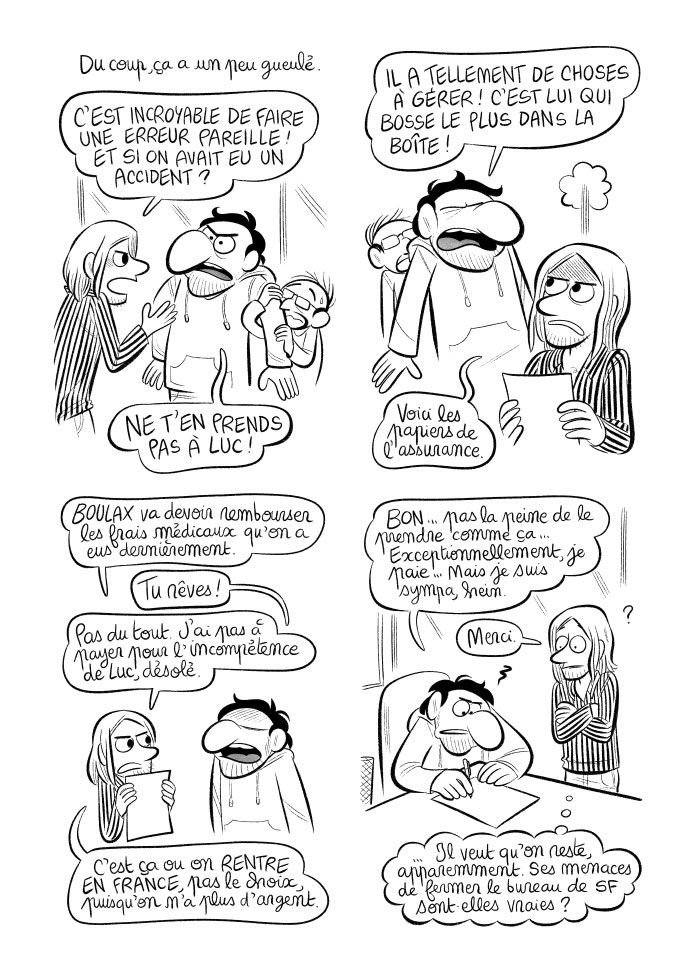 Du coup, ça a un peu gueulé.
C'EST INCROYABLE DE FAIRE
UNE ERREUR PAREILLE !
ET SI ON AVAIT EU UN
ACCIDENT ?
NE T'EN PRENDS
PAS À LUC !
IL A TELLEMENT DE CHOSES
À GÉRER ! C'EST LUI QUI
BOSSE LE PLUS DANS LA
BOÎTE !
Voici les
papiers de
l'assurance.
BOULAX va devoir rembourser
les frais médicaux qu'on a
eus dernièrement.
Tu rêves !
Pas du tout. J'ai pas à
payer pour l'incompétence
de Luc, désolé.
C'est ça ou on RENTRE
EN FRANCE, pas le choix,
puisqu'on n'a plus d'argent.
BON... pas la peine de le
prendre comme ça...
Exceptionnellement, je
paie... Mais je suis
sympa, hein.
Merci.
?
... Il veut qu'on reste,
apparemment. Ses menaces
de fermer le bureau de SF
sont-elles vraies ?